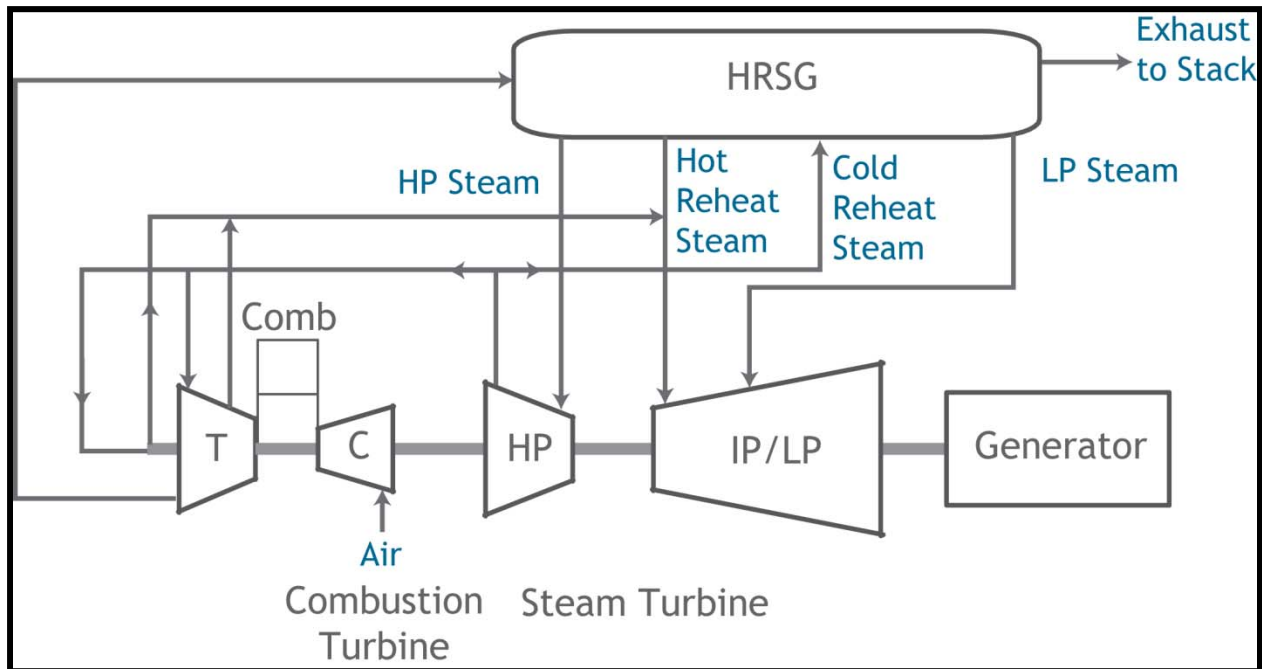 Exhaust
to Stack
HRSG
HP Steam
Hot
Reheat
Steam
Cold
Reheat
Steam
LP Steam
Comb
T
C
HP
IP/LP
Generator
Air
Combustion
Turbine
Steam Turbine